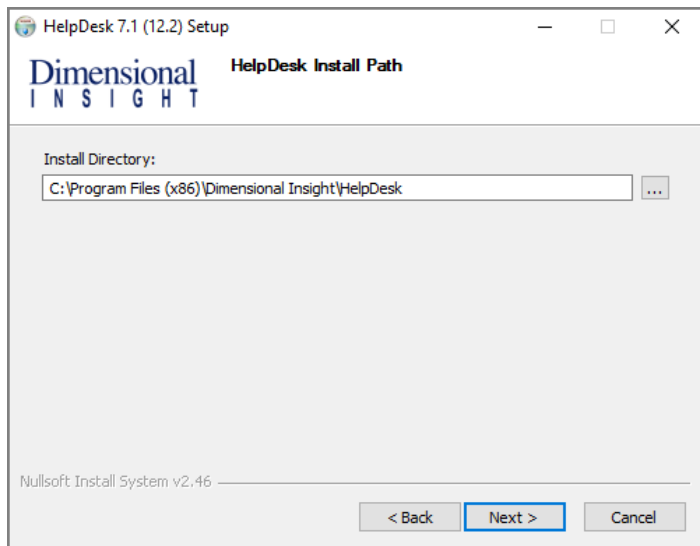 HelpDesk 7.1 (12.2) Setup
Dimensional
INSIGHT
HelpDesk Install Path
Install Directory:
C:\Program Files (x86)\Dimensional Insight\HelpDesk
...
Nullsoft Install System v2.46
< Back
Next >
Cancel